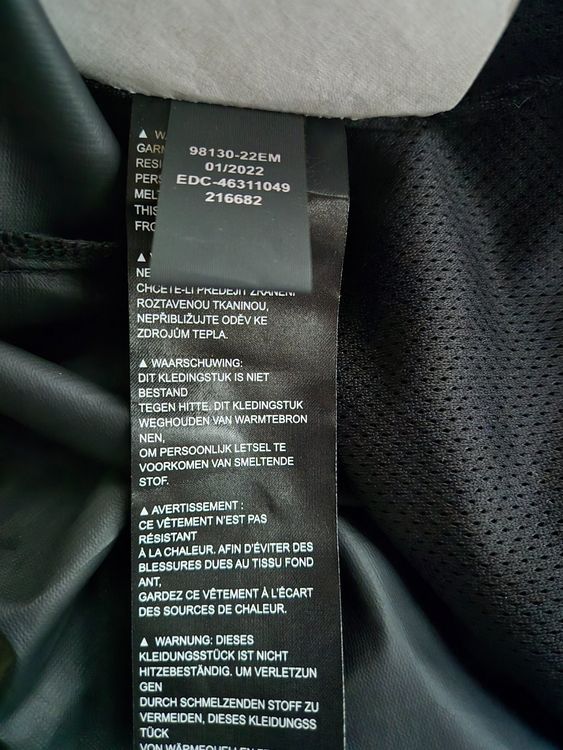 98130-22EM
01/2022
EDC-46311049
216682
▲ W
GARM
RESI
PERS
MELT
THIS
FRO
▲
NE
CHCETE-LI PŘEDEJÍT ZRANĚNÍ
ROZTAVENOU TKANINOU,
NEPŘIBLIŽUJTE ODĚV KE
ZDROJŮM TEPLA.
▲ WAARSCHUWING:
DIT KLEDINGSTUK IS NIET
BESTAND
TEGEN HITTE. DIT KLEDINGSTUK
WEGHOUDEN VAN WARMTEBRON
NEN,
OM PERSOONLIJK LETSEL TE
VOORKOMEN VAN SMELTENDE
STOF.
▲ AVERTISSEMENT :
CE VÊTEMENT N'EST PAS
RÉSISTANT
À LA CHALEUR. AFIN D'ÉVITER DES
BLESSURES DUES AU TISSU FOND
ANT,
GARDEZ CE VÊTEMENT À L'ÉCART
DES SOURCES DE CHALEUR.
▲ WARNUNG: DIESES
KLEIDUNGSSTÜCK IST NICHT
HITZEBESTÄNDIG. UM VERLETZUN
GEN
DURCH SCHMELZENDEN STOFF ZU
VERMEIDEN, DIESES KLEIDUNGSS
TÜCK
VON WÄRMEQUELLEN